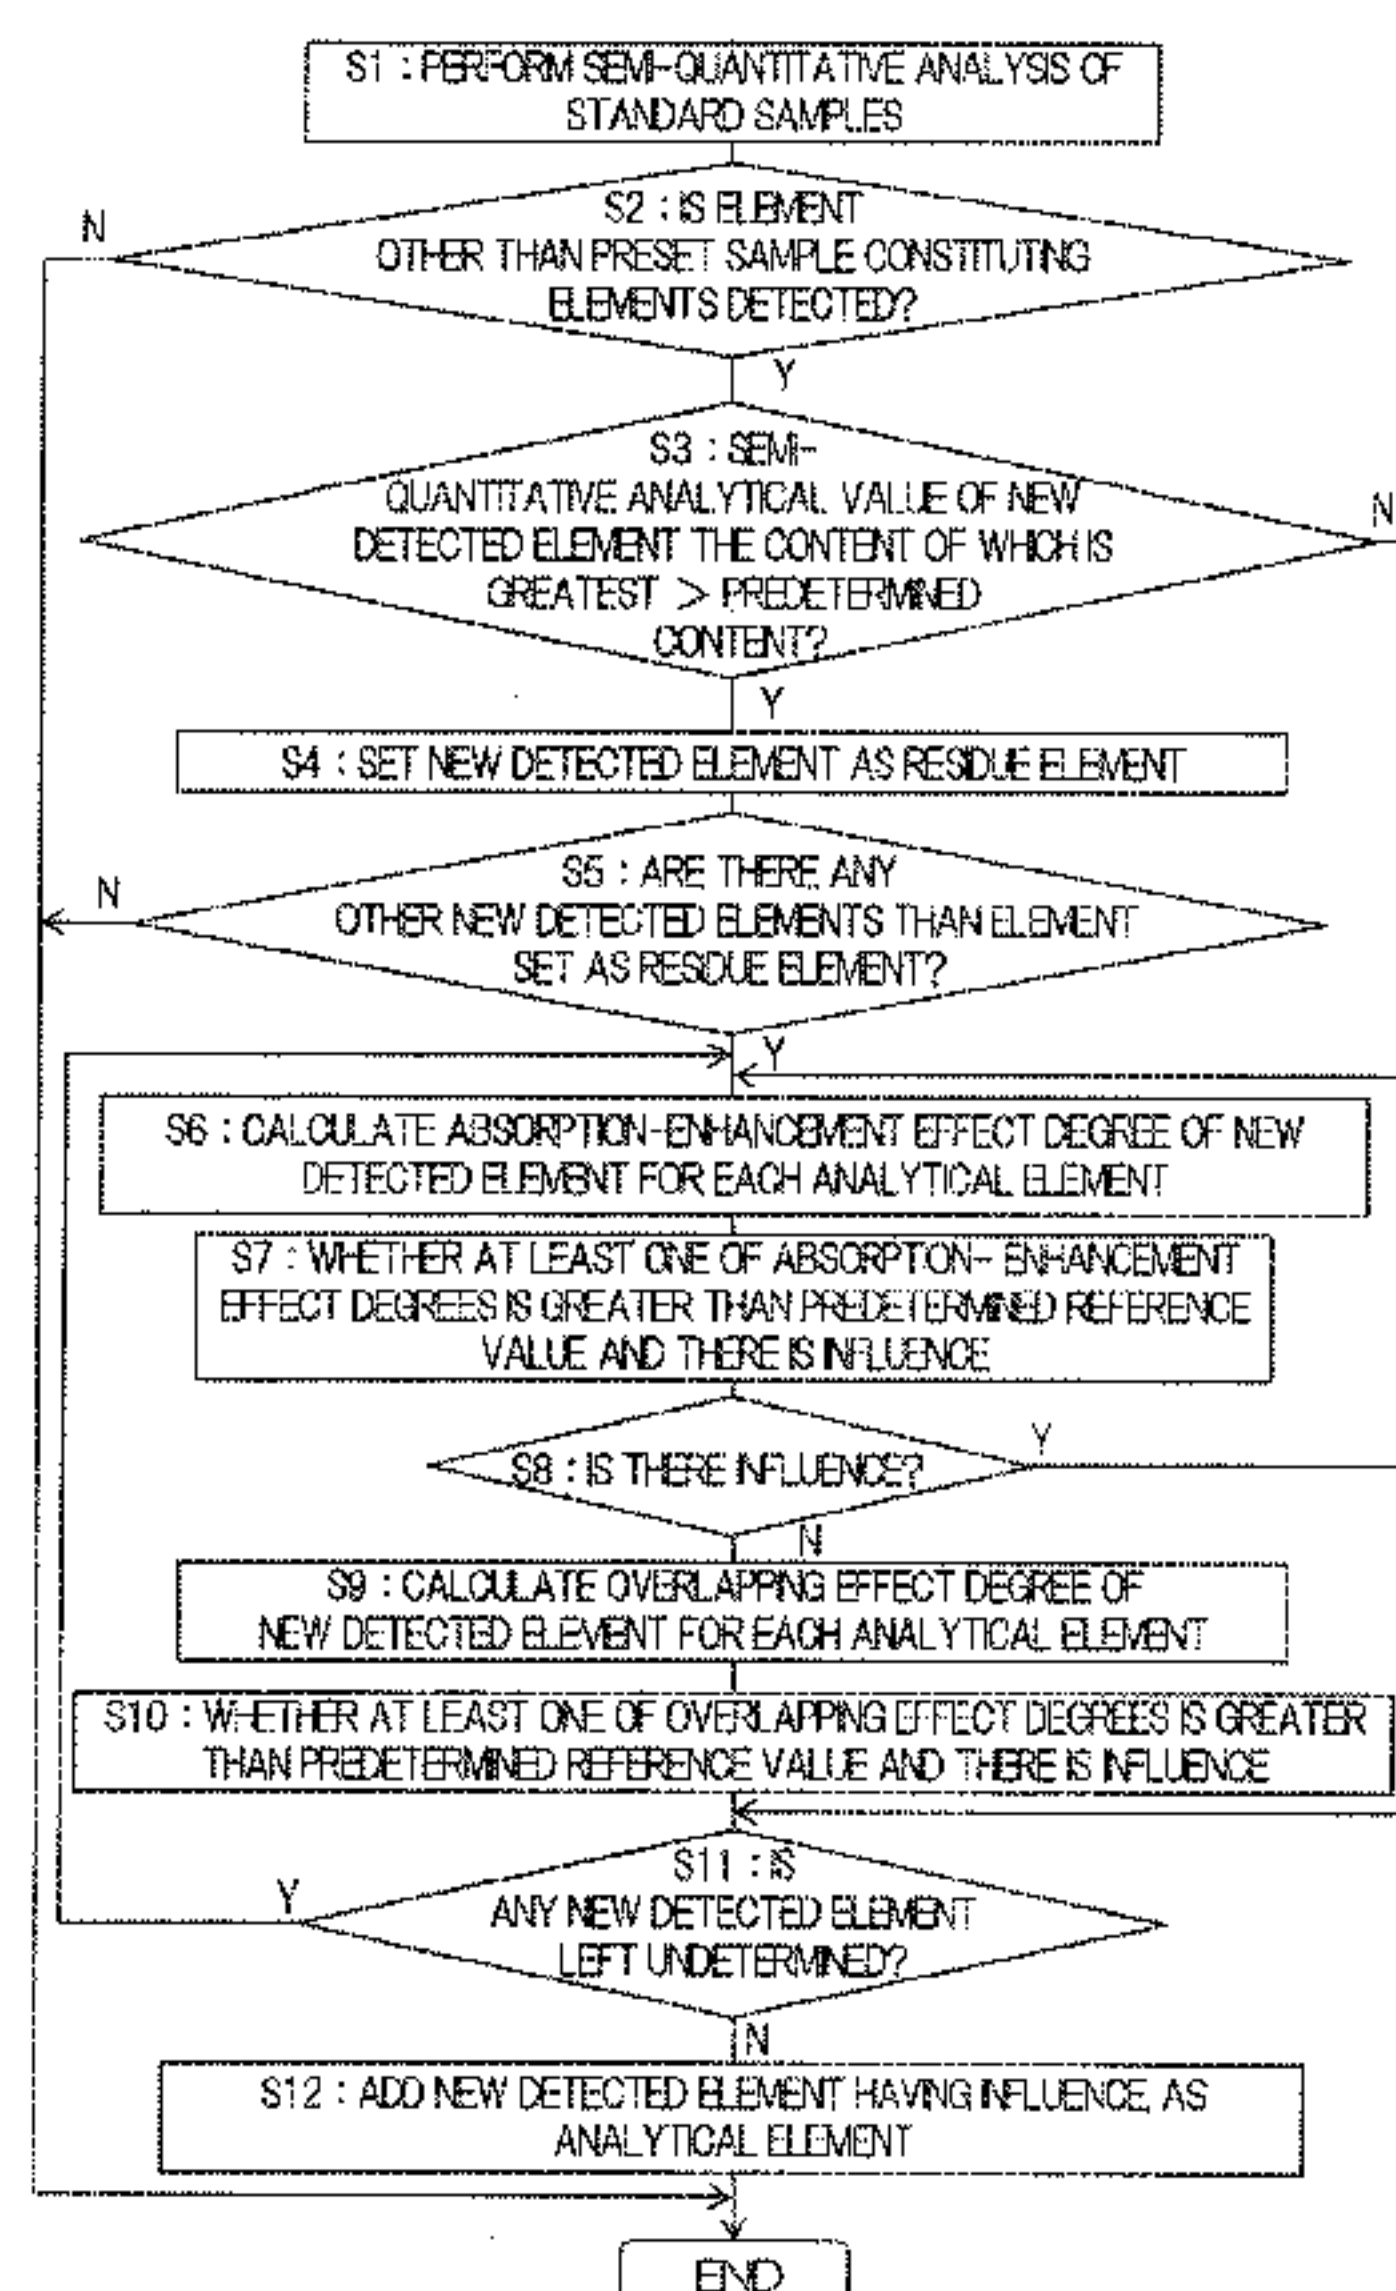 S1 : PERFORM SEMI-QUANTITATIVE ANALYSIS OF
STANDARD SAMPLES
S2 : IS ELEMENT
OTHER THAN PRESET SAMPLE CONSTITUTING
ELEMENTS DETECTED?
N
Y
S3 : SEMI-
QUANTITATIVE ANALYTICAL VALUE OF NEW
DETECTED ELEMENT THE CONTENT OF WHICH IS
GREATEST > PREDETERMINED
CONTENT?
N
Y
S4 : SET NEW DETECTED ELEMENT AS RESIDUE ELEMENT
S5 : ARE THERE ANY
OTHER NEW DETECTED ELEMENTS THAN ELEMENT
SET AS RESIDUE ELEMENT?
N
Y
S6 : CALCULATE ABSORPTION-ENHANCEMENT EFFECT DEGREE OF NEW
DETECTED ELEMENT FOR EACH ANALYTICAL ELEMENT
S7 : WHETHER AT LEAST ONE OF ABSORPTION- ENHANCEMENT
EFFECT DEGREES IS GREATER THAN PREDETERMINED REFERENCE
VALUE AND THERE IS INFLUENCE
S8 : IS THERE INFLUENCE?
Y
N
S9 : CALCULATE OVERLAPPING EFFECT DEGREE OF
NEW DETECTED ELEMENT FOR EACH ANALYTICAL ELEMENT
S10 : WHETHER AT LEAST ONE OF OVERLAPPING EFFECT DEGREES IS GREATER
THAN PREDETERMINED REFERENCE VALUE AND THERE IS INFLUENCE
S11 : IS
ANY NEW DETECTED ELEMENT
LEFT UNDETERMINED?
Y
N
S12 : ADD NEW DETECTED ELEMENT HAVING INFLUENCE AS
ANALYTICAL ELEMENT
END